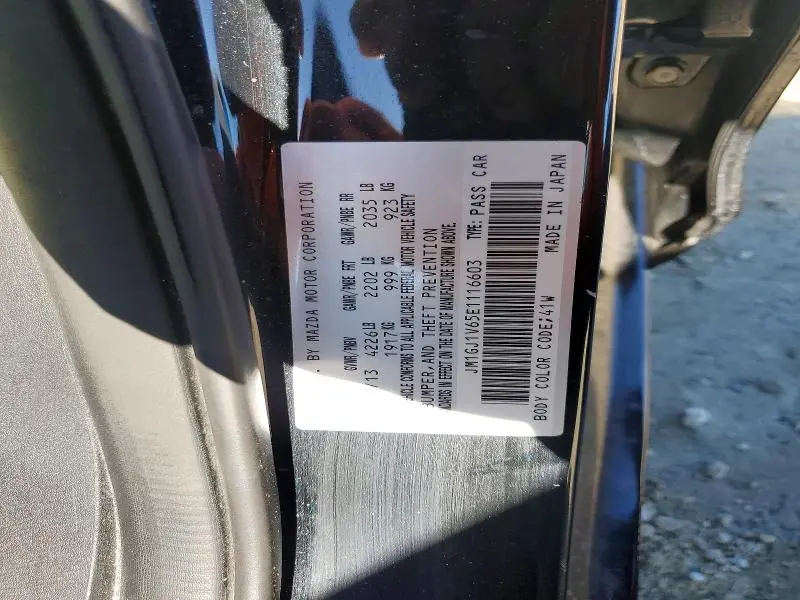 . BY MAZDA MOTOR CORPORATION
GVWR/PNBV GAWR/PNBE FRT GAWR/PNBE RR
13 4226LB 2202 LB 2035 LB
1917KG 999 KG 923 KG
CONFORMS TO ALL APPLICABLE FEDERAL MOTOR VEHICLE SAFETY
BUMPER,AND THEFT PREVENTION
IN EFFECT ON THE DATE OF MANUFACTURE SHOWN ABOVE
JM1GJ1V65E1116603 TYPE: PASS CAR
BODY COLOR CODE:41W MADE IN JAPAN